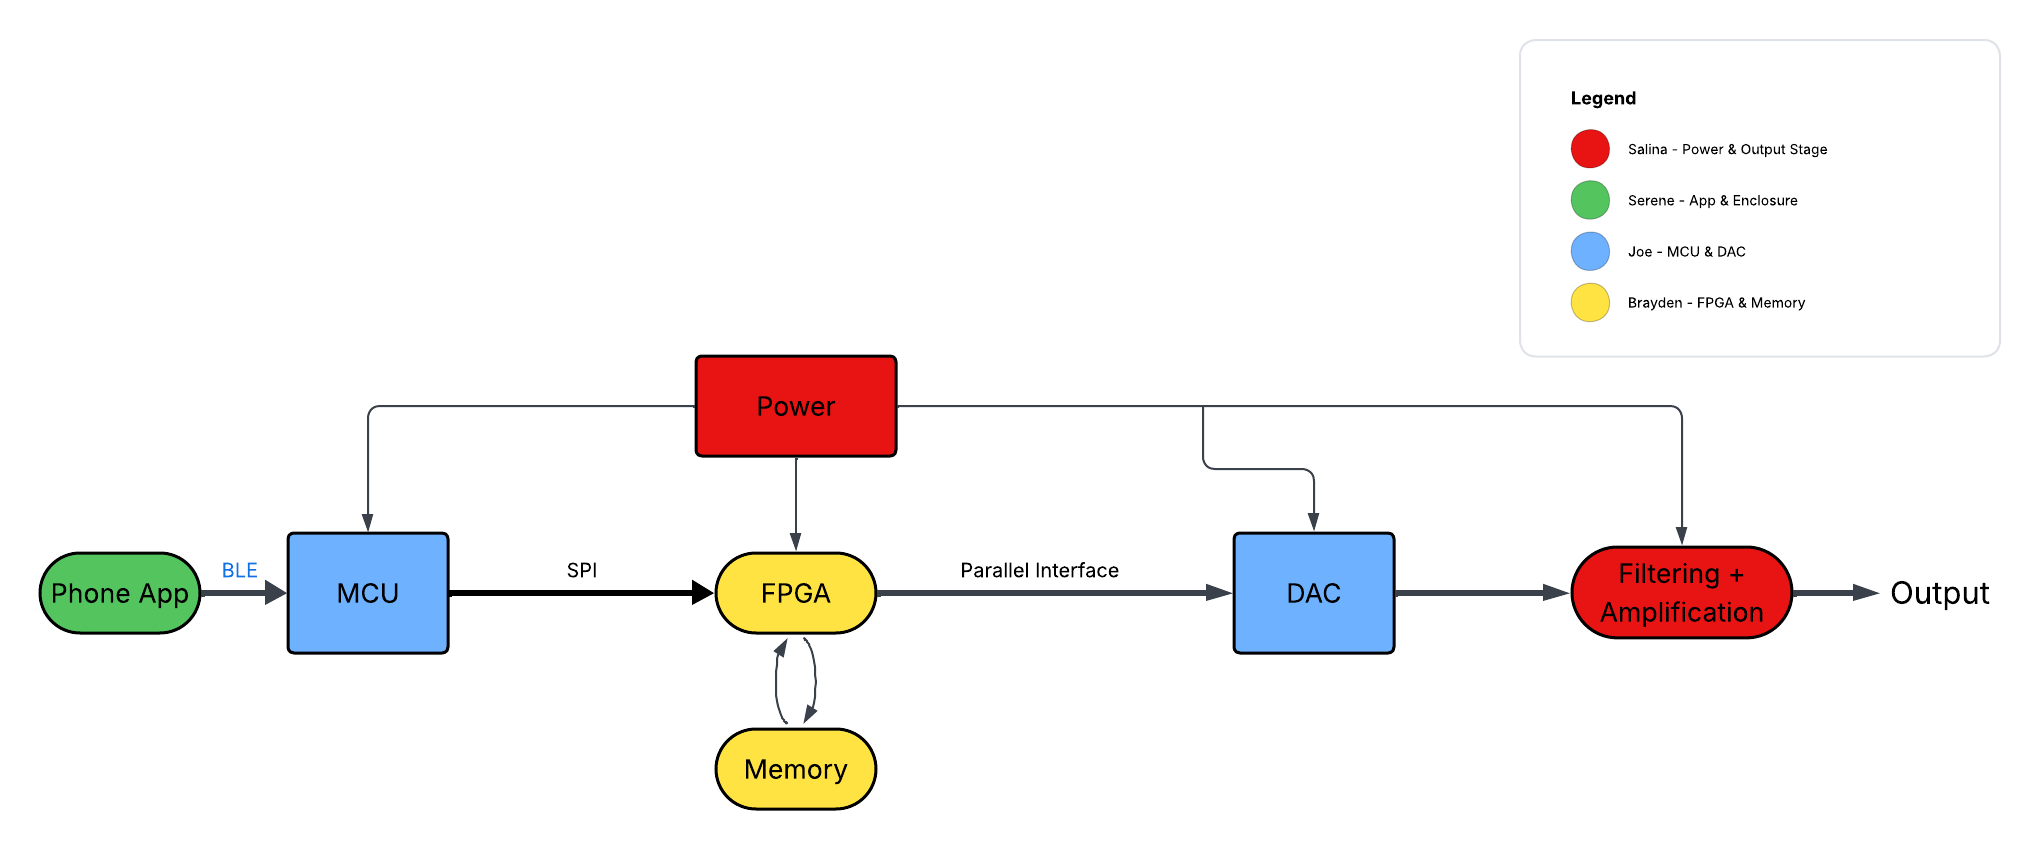 Legend
Salina - Power & Output Stage
Serene - App & Enclosure
Joe - MCU & DAC
Brayden - FPGA & Memory
Power
Phone App
BLE
MCU
SPI
FPGA
Parallel Interface
DAC
Filtering +
Amplification
Output
Memory